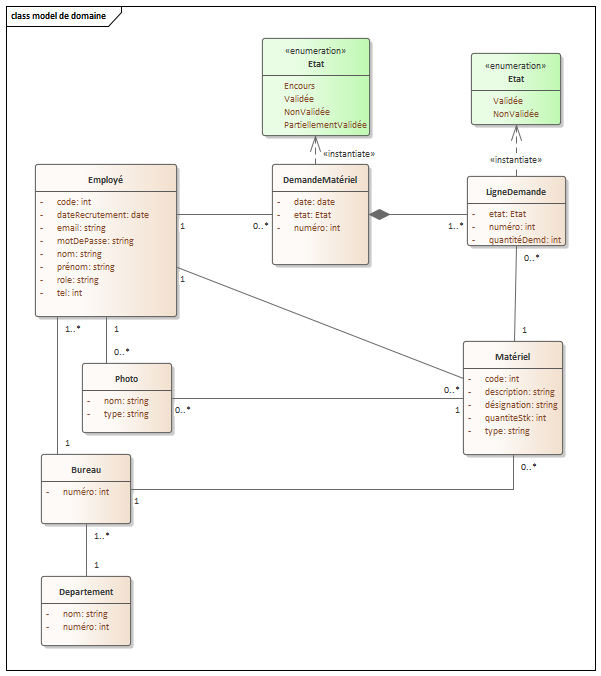 class model de domaine
«enumeration»
Etat
Encours
Validée
NonValidée
PartiellementValidée
«enumeration»
Etat
Validée
NonValidée
«instantiate»
«instantiate»
Employé
- code: int
- dateRecrutement: date
- email: string
- motDePasse: string
- nom: string
- prénom: string
- role: string
- tel: int
DemandeMatériel
- date: date
- etat: Etat
- numéro: int
LigneDemande
- etat: Etat
- numéro: int
- quantitéDemd: int
1
0..*
1..*
0..*
1
1
0..*
1..*
1
0..*
Photo
- nom: string
- type: string
0..*
1
Matériel
- code: int
- description: string
- désignation: string
- quantiteStk: int
- type: string
0..*
1
Bureau
- numéro: int
1
1..*
1
Departement
- nom: string
- numéro: int